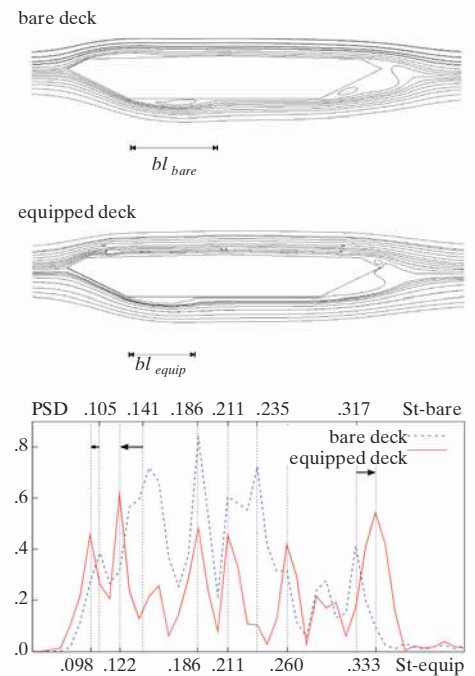 bare deck
bl bare
equipped deck
bl equip
PSD .105 .141 .186 .211 .235 .317 St-bare
bare deck
equipped deck
.8
.6
.4
.2
.0
.098 .122 .186 .211 .260 .333 St-equip